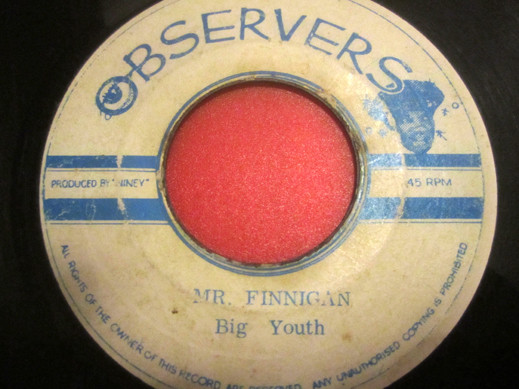 OBSERVERS
PRODUCED BY "NINEY"
45 RPM
MR. FINNIGAN
Big Youth
ALL RIGHTS OF THE OWNER OF THIS RECORD ARE RESERVED. ANY UNAUTHORISED COPYING IS PROHIBITED